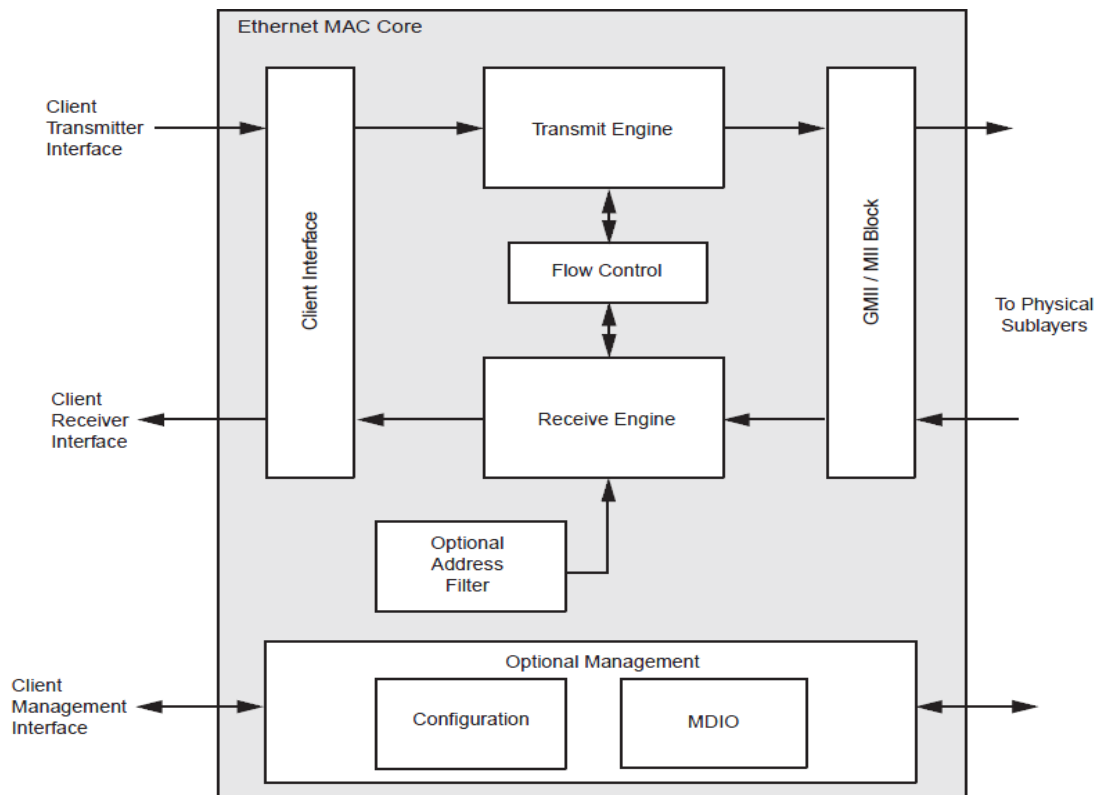 Ethernet MAC Core
Client
Transmitter
Interface
Client Interface
Transmit Engine
GMII / MII Block
Flow Control
To Physical
Sublayers
Client
Receiver
Interface
Receive Engine
Optional
Address
Filter
Optional Management
Client
Management
Interface
Configuration
MDIO